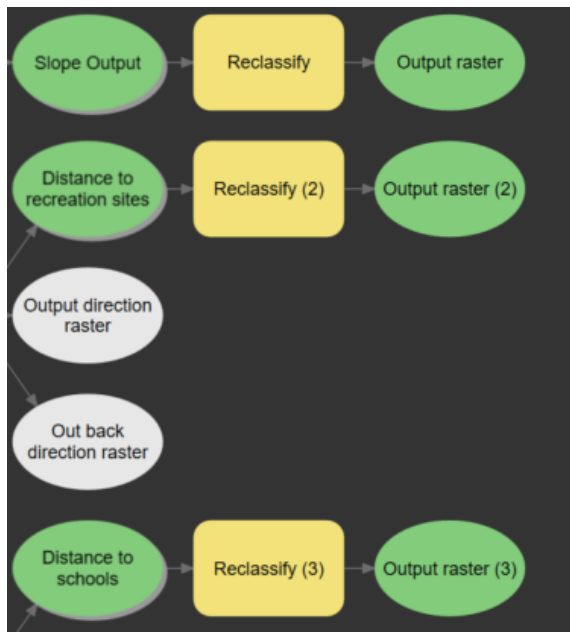 Slope Output
Reclassify
Output raster
Distance to
recreation sites
Reclassify (2)
Output raster (2)
Output direction
raster
Out back
direction raster
Distance to
schools
Reclassify (3)
Output raster (3)